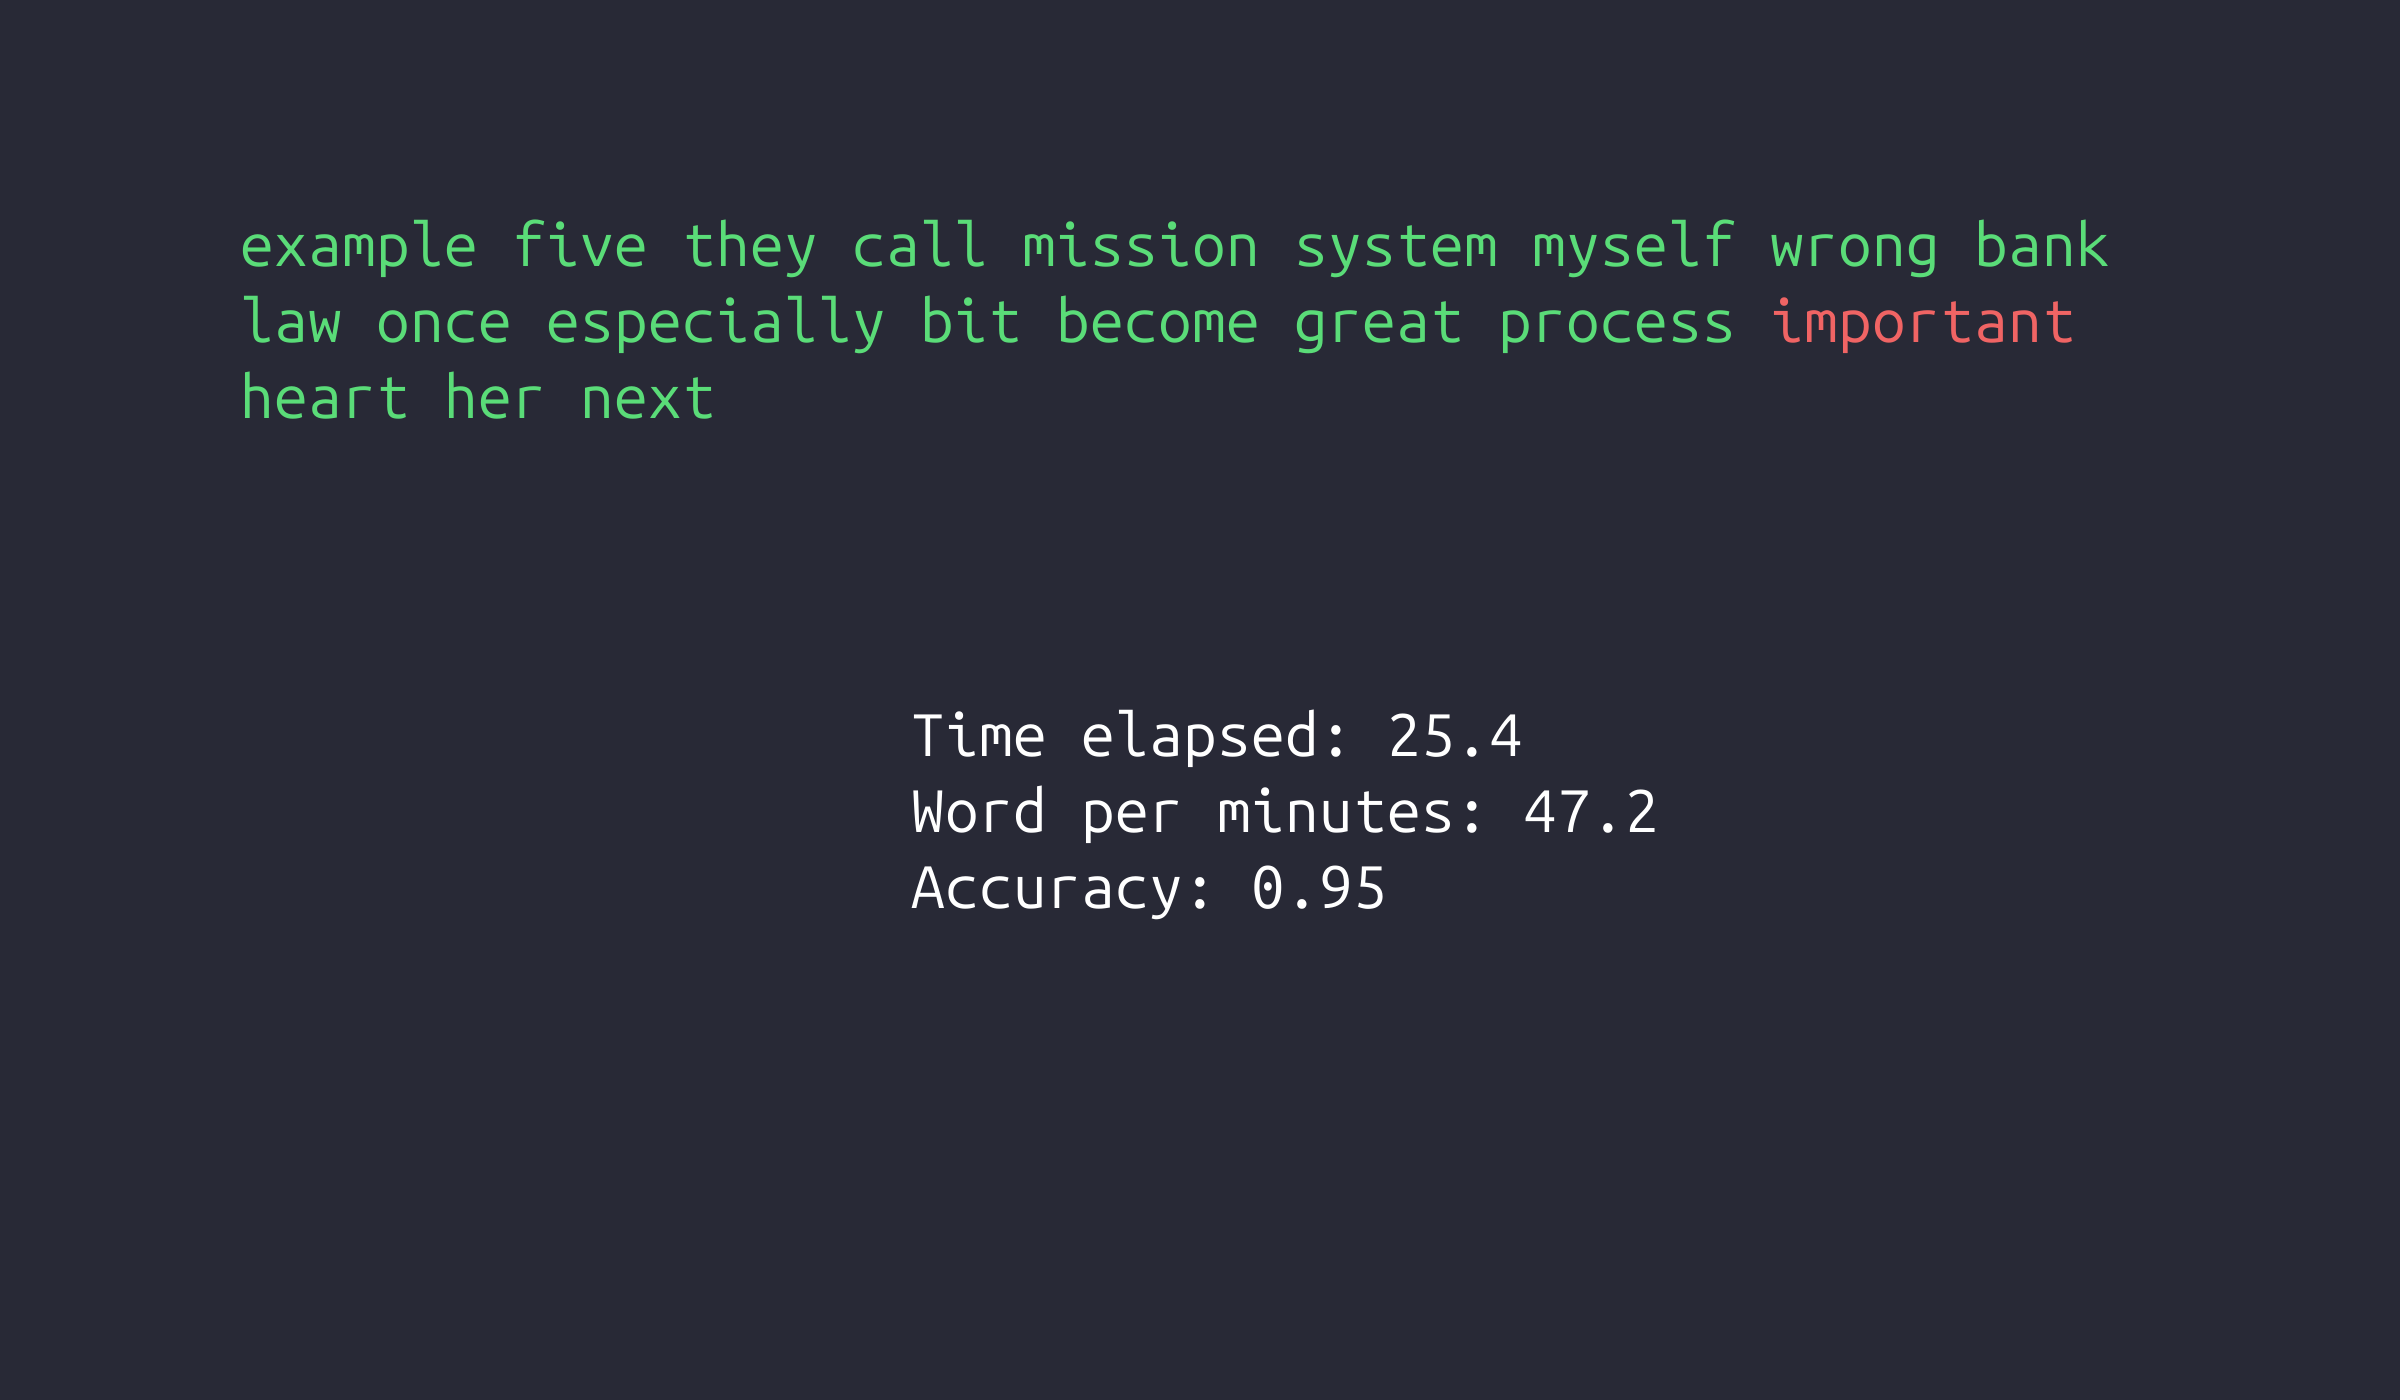 example five they call mission system myself wrong bank
law once especially bit become great process important
heart her next
Time elapsed: 25.4
Word per minutes: 47.2
Accuracy: 0.95